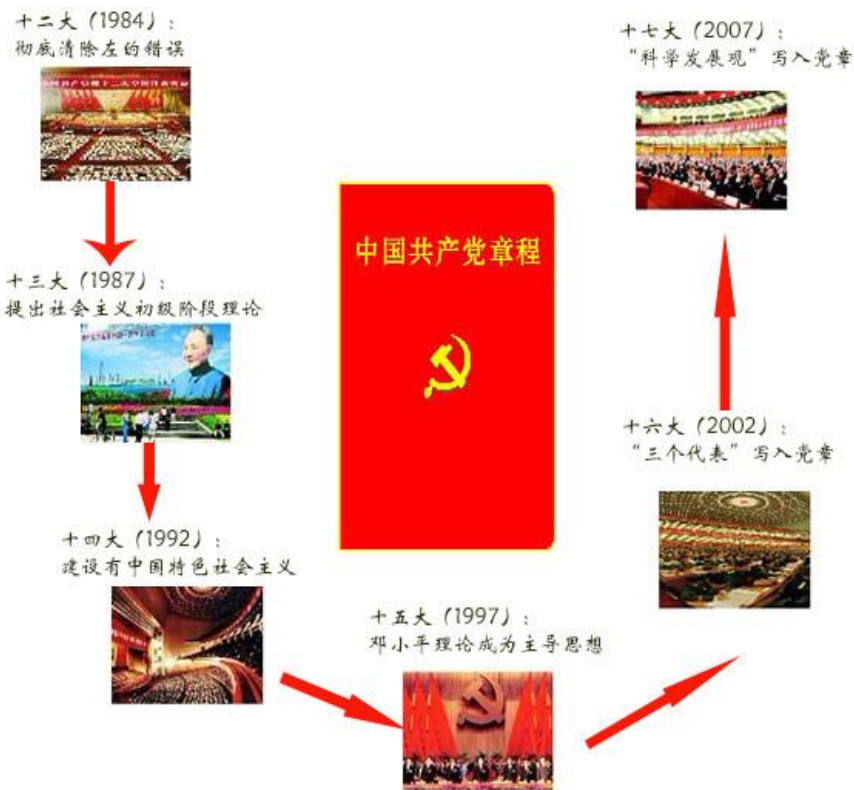 十二大（1984）：
彻底清除左的错误
十三大（1987）：
提出社会主义初级阶段理论
十四大（1992）：
建设有中国特色社会主义
十五大（1997）：
邓小平理论成为主导思想
十六大（2002）：
“三个代表”写入党章
十七大（2007）：
“科学发展观”写入党章
中国共产党章程